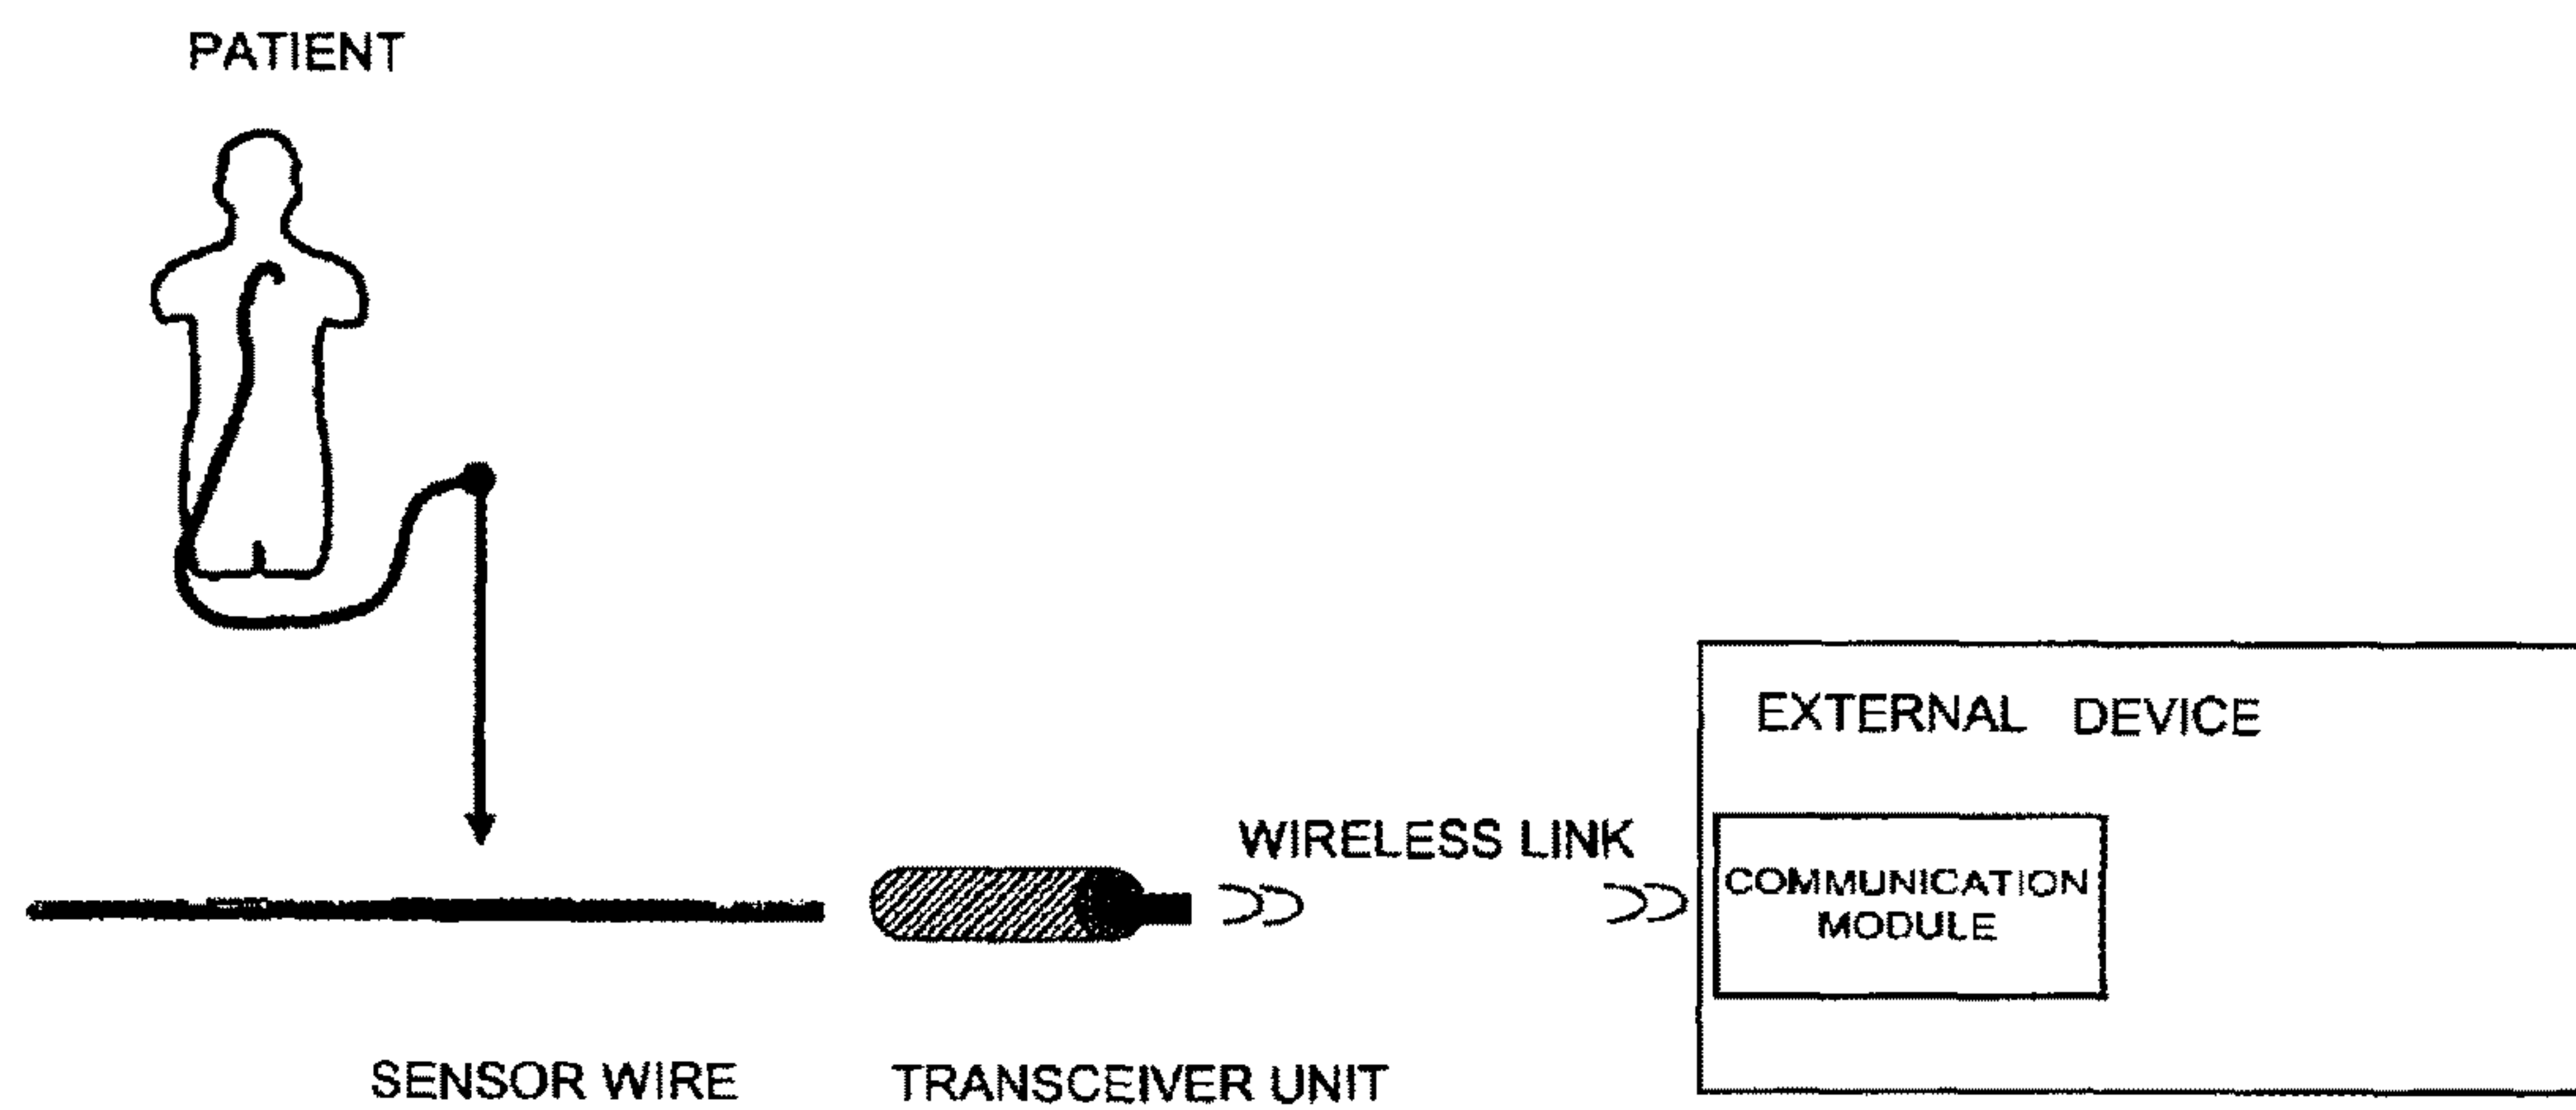 PATIENT
EXTERNAL DEVICE
WIRELESS LINK
COMMUNICATION
MODULE
SENSOR WIRE
TRANSCEIVER UNIT